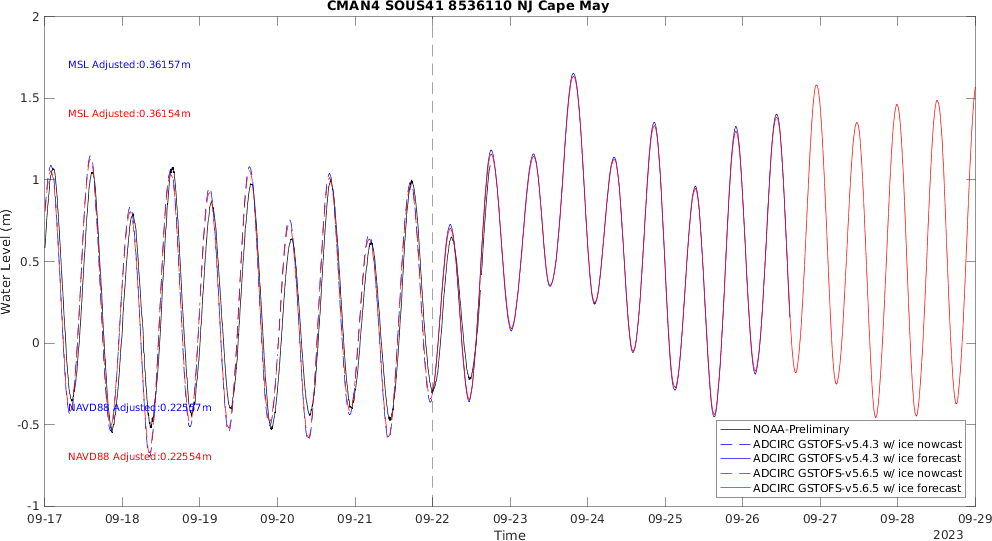 CMAN4 SOUS41 8536110 NJ Cape May
2
MSL Adjusted:0.36157m
1.5
MSL Adjusted:0.36154m
1
Water Level (m)
0.5
0
NAVD88 Adjusted:0.22557m
-0.5
NAVD88 Adjusted:0.22554m
NOAA-Preliminary
ADCIRC GSTOFS-v5.4.3 w/ ice nowcast
ADCIRC GSTOFS-v5.4.3 w/ ice forecast
ADCIRC GSTOFS-v5.6.5 w/ ice nowcast
ADCIRC GSTOFS-v5.6.5 w/ ice forecast
-1
09-17 09-18 09-19 09-20 09-21 09-22 09-23 09-24 09-25 09-26 09-27 09-28 09-29
Time
2023